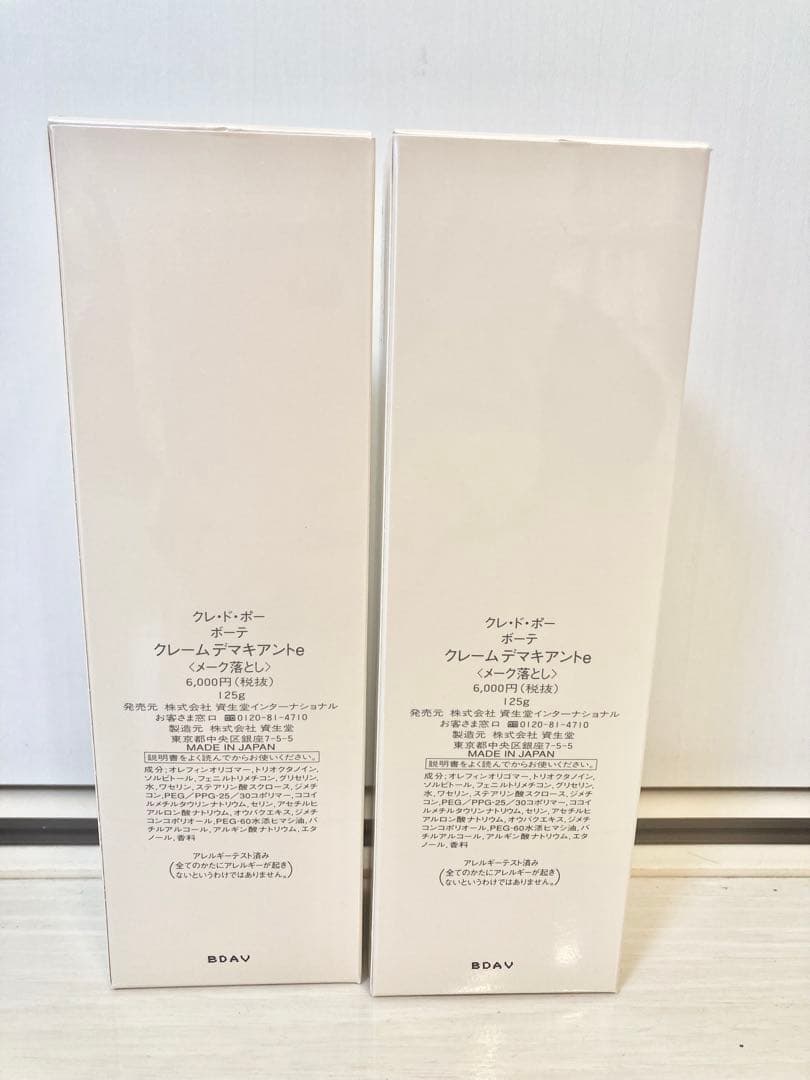 クレ・ド・ポー
ボーテ
クレームデマキアントe
〈メーク落とし〉
6,000円(税抜)
125g
発売元 株式会社 資生堂インターナショナル
お客さま窓口 0120-81-4710
製造元 株式会社 資生堂
東京都中央区銀座7-5-5
MADE IN JAPAN
説明書をよく読んでからお使いください。
成分;オレフィンオリゴマー,トリオクタノイン,
ソルビトール,フェニルトリメチコン,グリセリン,
水,ワセリン,ステアリン酸スクロース,ジメチ
コン,PEG/PPG-25/30コポリマー,ココイ
ルメチルタウリンナトリウム,セリン,アセチルヒ
アルロン酸ナトリウム,オウバクエキス,ジメチ
コンコポリオール,PEG-60水添ヒマシ油,バ
チルアルコール,アルギン酸ナトリウム,エタ
ノール,香料
アレルギーテスト済み
(全てのかたにアレルギーが起き
ないというわけではありません。)
BDAV
クレ・ド・ポー
ボーテ
クレームデマキアントe
〈メーク落とし〉
6,000円(税抜)
125g
発売元 株式会社 資生堂インターナショナル
お客さま窓口 0120-81-4710
製造元 株式会社 資生堂
東京都中央区銀座7-5-5
MADE IN JAPAN
説明書をよく読んでからお使いください。
成分;オレフィンオリゴマー,トリオクタノイン,
ソルビトール,フェニルトリメチコン,グリセリン,
水,ワセリン,ステアリン酸スクロース,ジメチ
コン,PEG/PPG-25/30コポリマー,ココイ
ルメチルタウリンナトリウム,セリン,アセチルヒ
アルロン酸ナトリウム,オウバクエキス,ジメチ
コンコポリオール,PEG-60水添ヒマシ油,バ
チルアルコール,アルギン酸ナトリウム,エタ
ノール,香料
アレルギーテスト済み
(全てのかたにアレルギーが起き
ないというわけではありません。)
BDAV